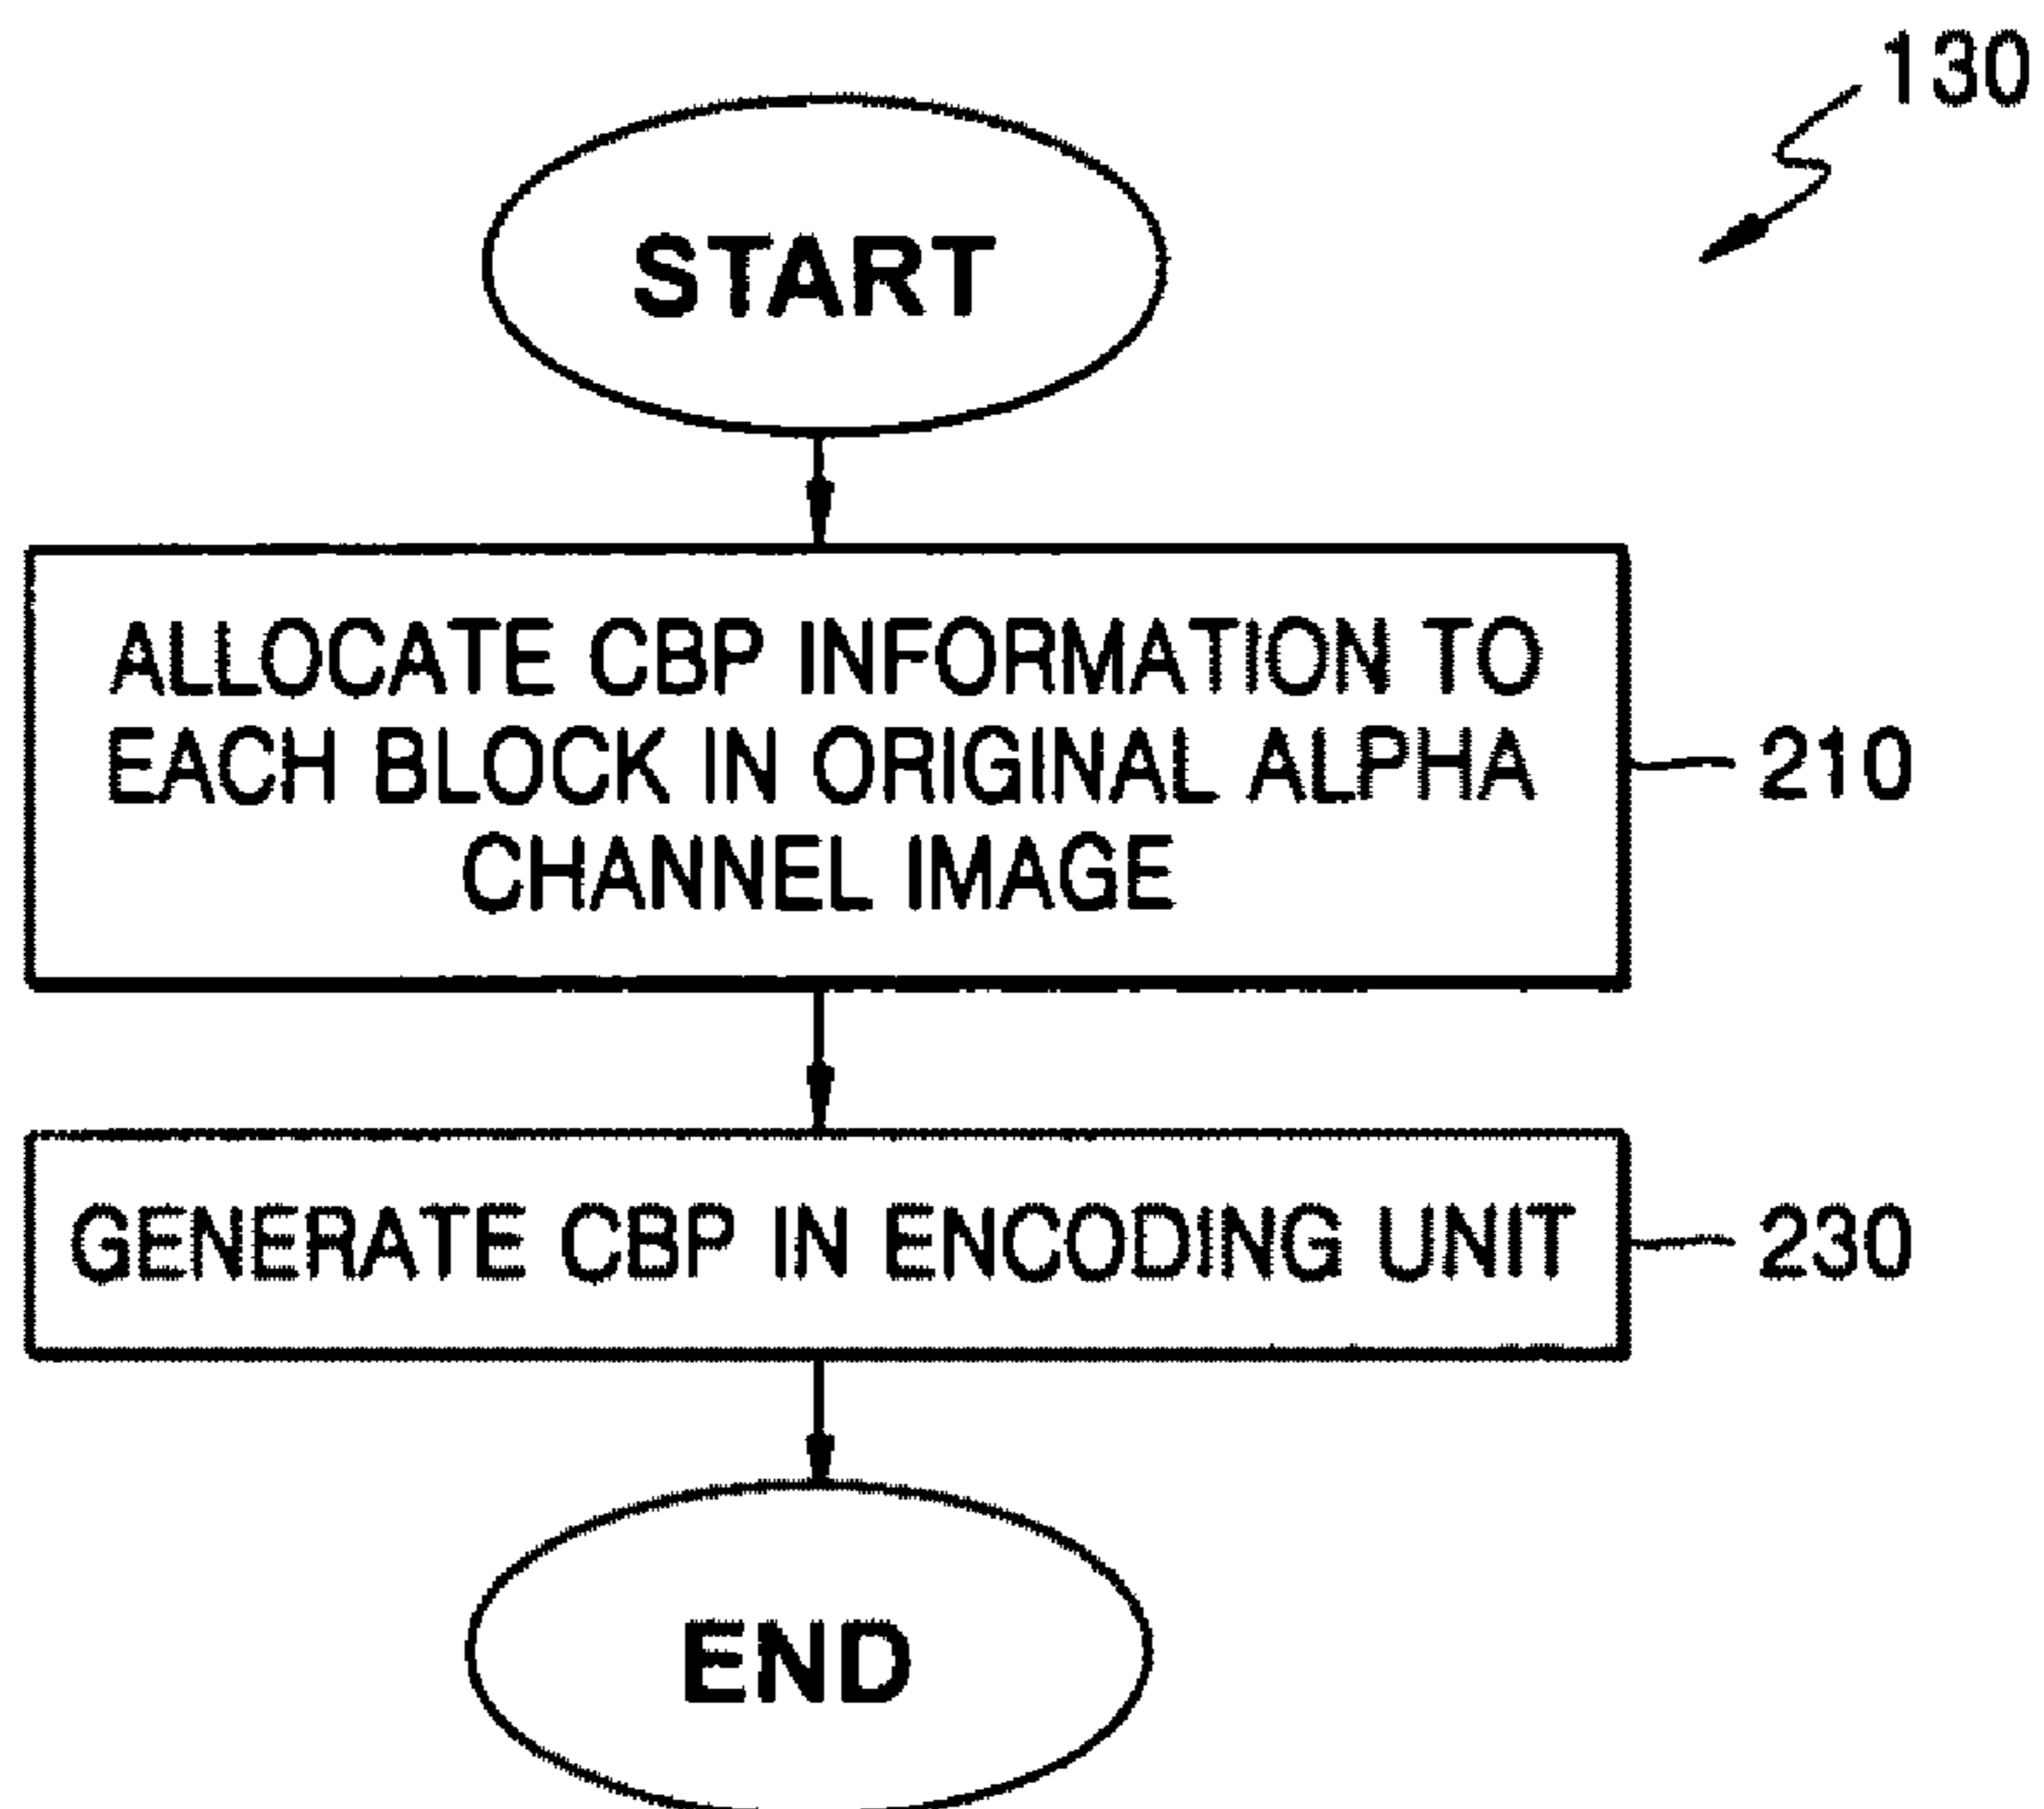 130
START
ALLOCATE CBP INFORMATION TO
EACH BLOCK IN ORIGINAL ALPHA
CHANNEL IMAGE
210
GENERATE CBP IN ENCODING UNIT
230
END